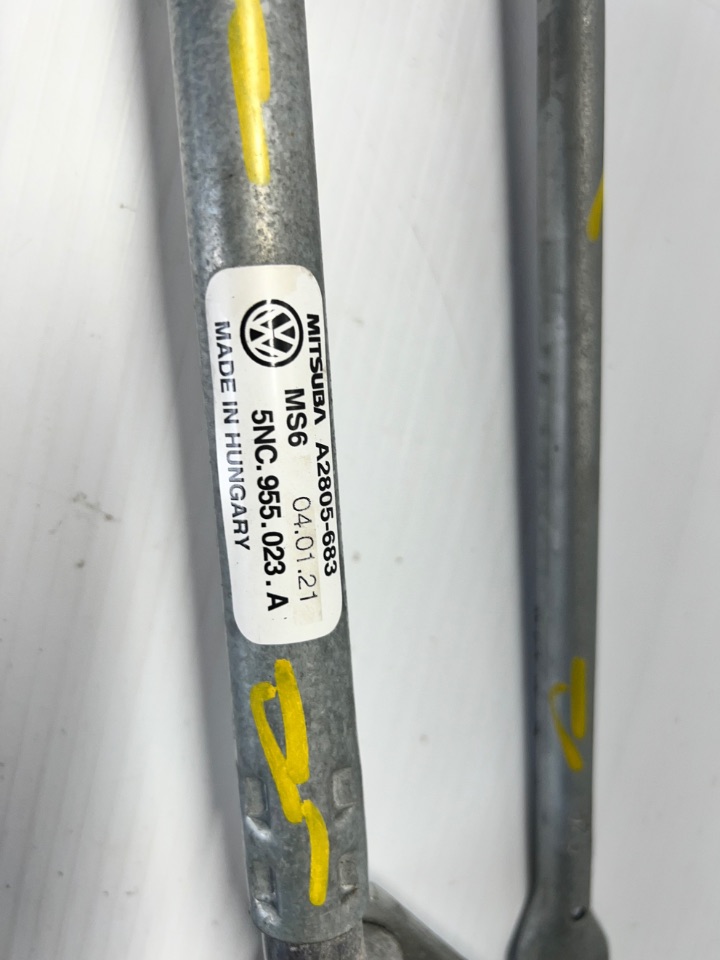 MITSUBA A2805-683
MS6 04.01.21
5NC.955.023.A
MADE IN HUNGARY